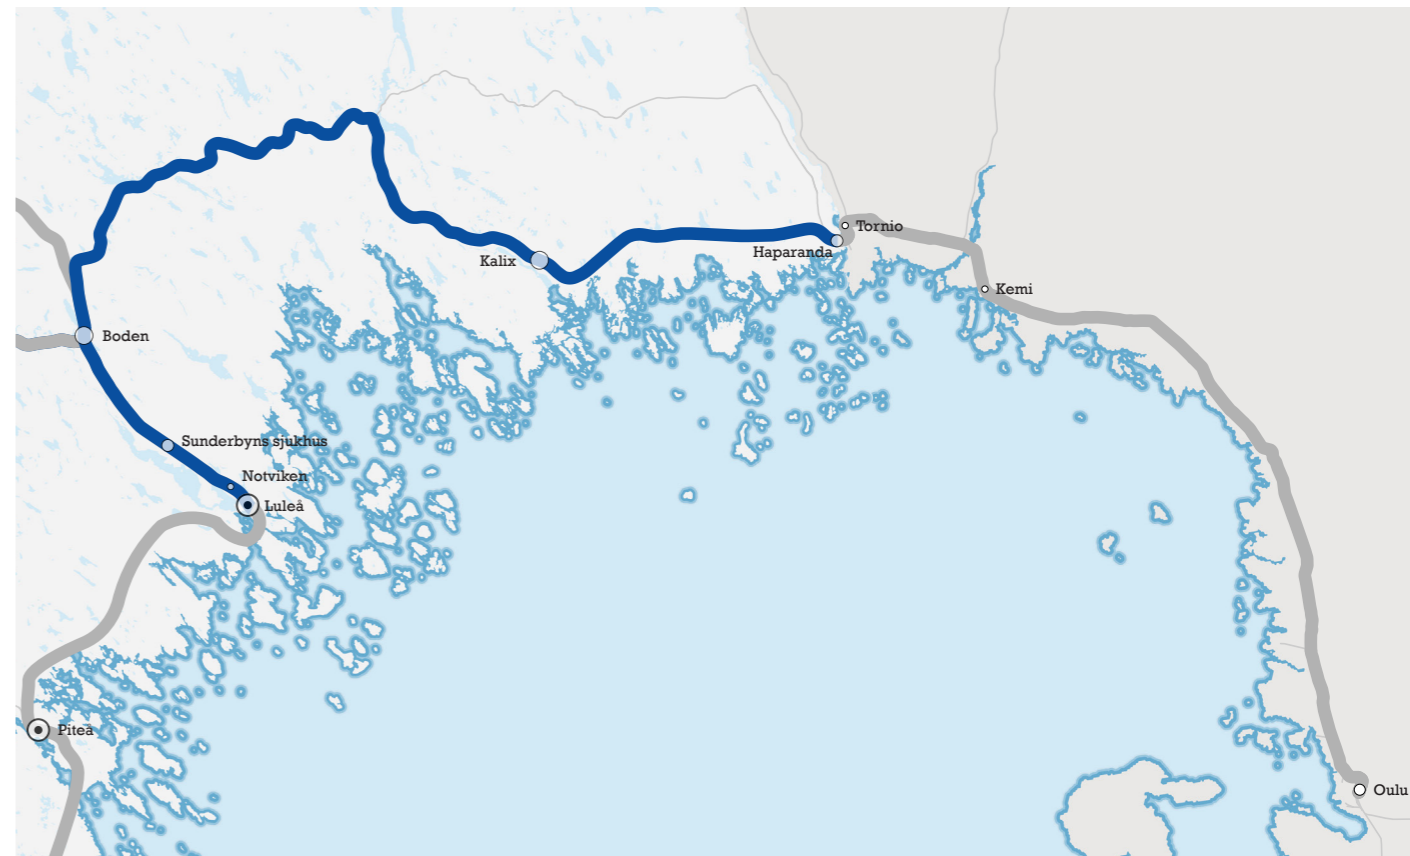 Tornio
Haparanda
Kalix
Kemi
Boden
Sunderbyns sjukhus
Notviken
Luleå
Piteå
Oulu